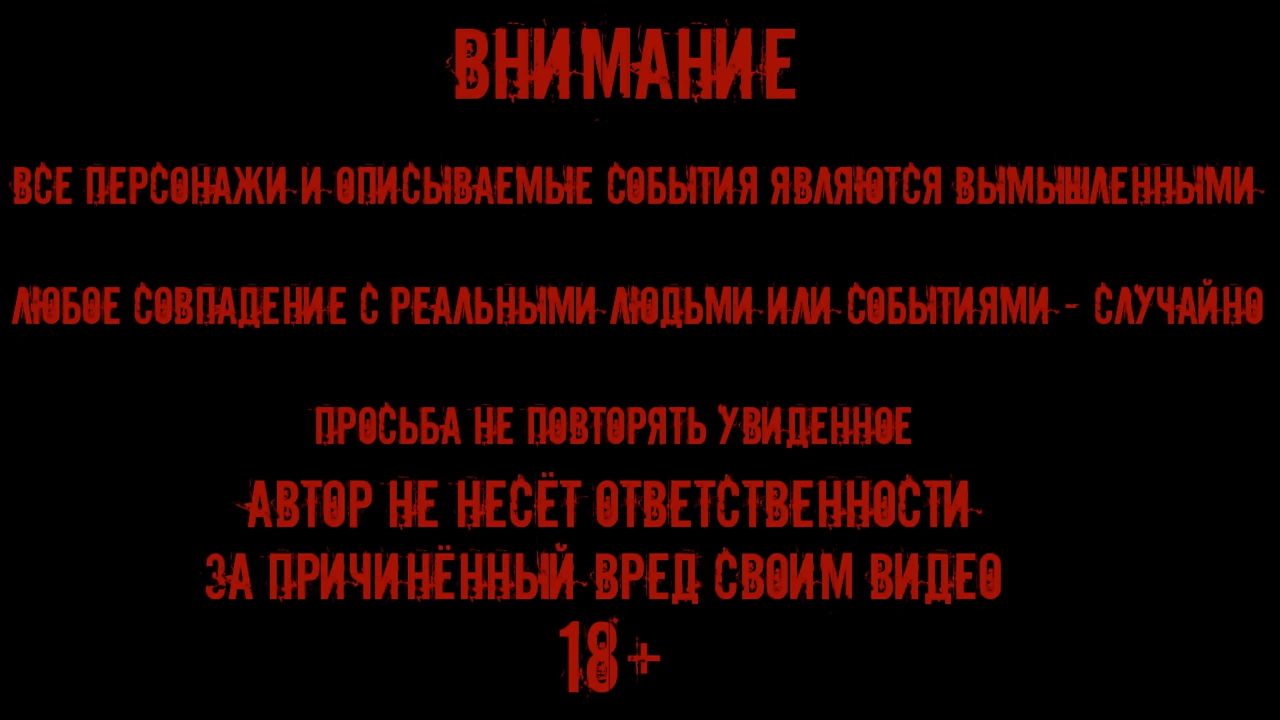 ВНИМАНИЕ
ВСЕ ПЕРСОНАЖИ И ОПИСЫВАЕМЫЕ СОБЫТИЯ ЯВЛЯЮТСЯ ВЫМЫШЛЕННЫМИ
ЛЮБОЕ СОВПАДЕНИЕ С РЕАЛЬНЫМИ ЛЮДЬМИ ИЛИ СОБЫТИЯМИ - СЛУЧАЙНО
ПРОСЬБА НЕ ПОВТОРЯТЬ УВИДЕННОЕ
АВТОР НЕ НЕСЁТ ОТВЕТСТВЕННОСТИ
ЗА ПРИЧИНЁННЫЙ ВРЕД СВОИМ ВИДЕО
18+